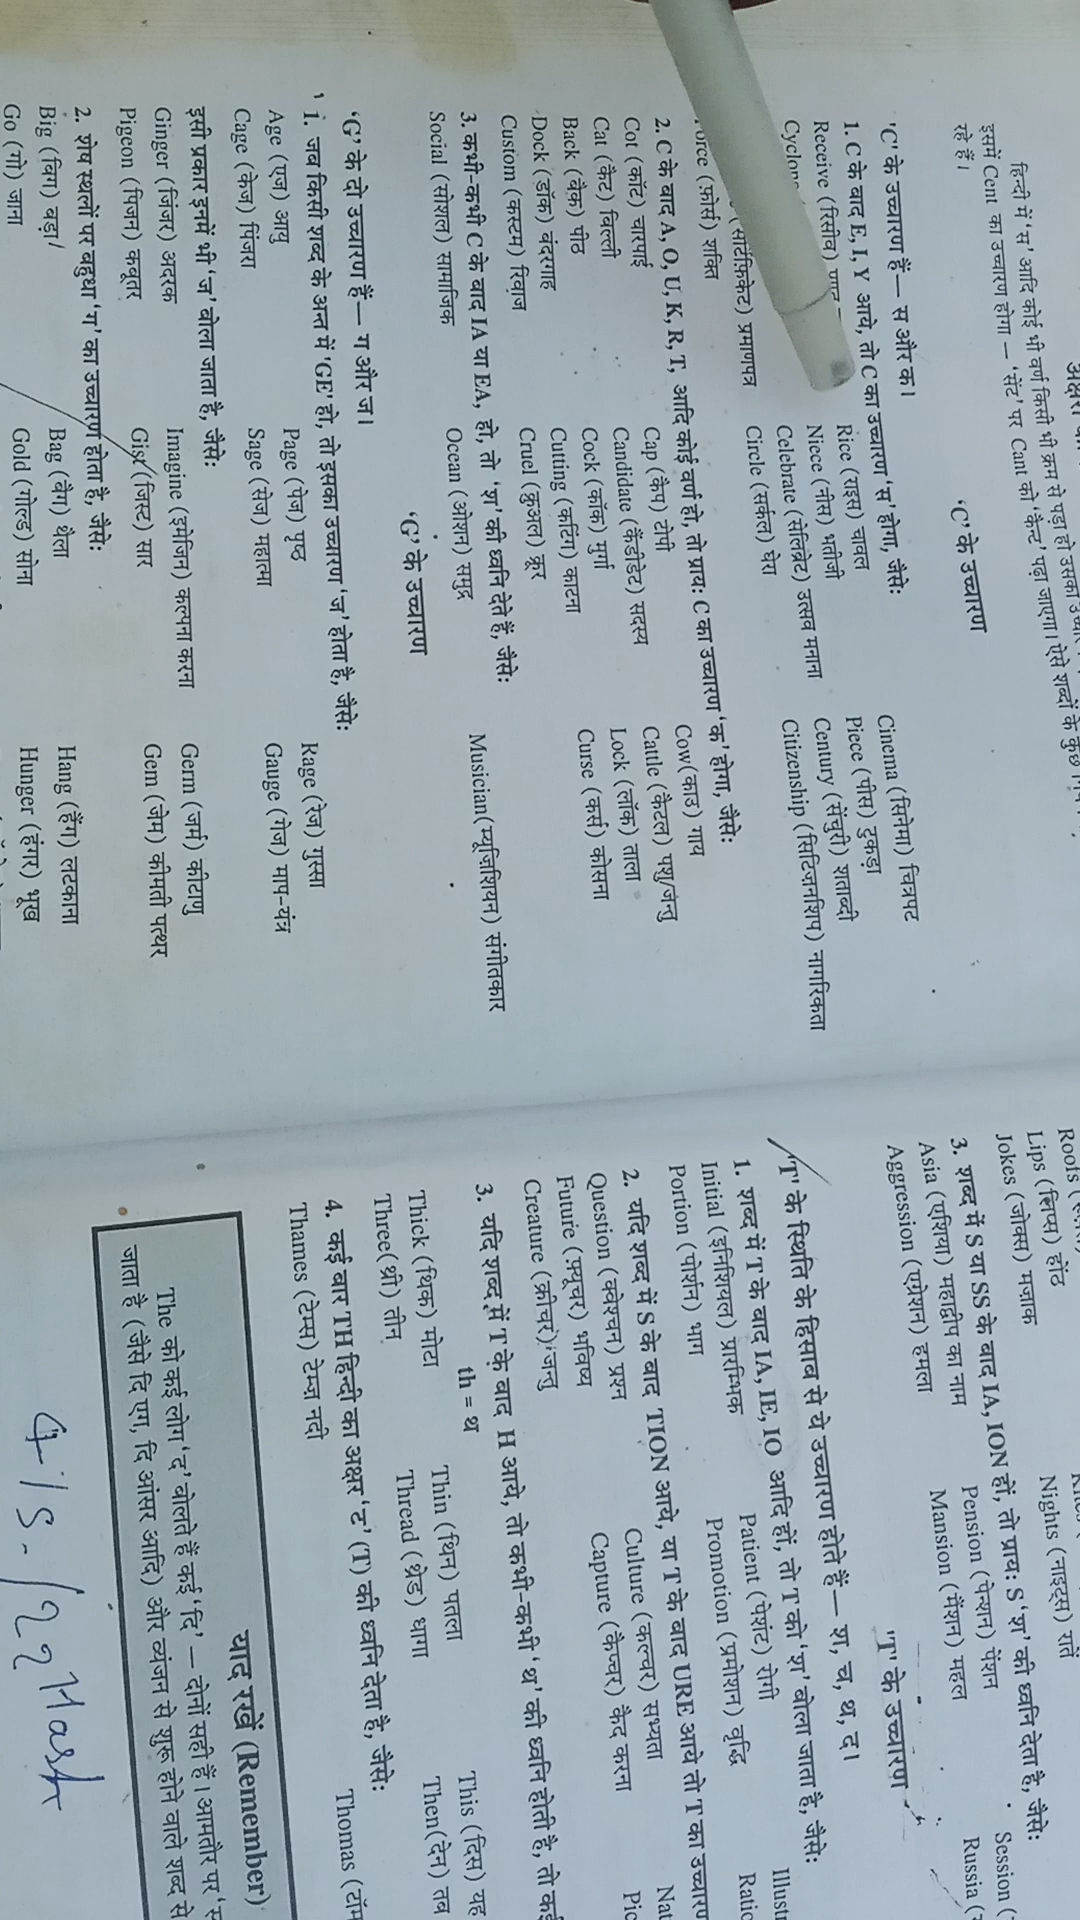 हिन्दी में 'स' आदि कोई भी वर्ण किसी भी क्रम से पड़ा हो उसका
इसमें Cent का उच्चारण होगा — 'सेंट' पर Cant को 'कैन्ट' पढ़ा जाएगा। ऐसे शब्दों के कुछ
रहे हैं।
'C' के उच्चारण
'C' के उच्चारण हैं— स और क।
1. C के बाद E, I, Y आये, तो C का उच्चारण 'स' होगा, जैसे:
Rice (राइस) चावल Cinema (सिनेमा) चित्रपट
Receive (रिसीव) Niece (नीस) भतीजी Piece (पीस) टुकड़ा
Celebrate (सेलिब्रेट) उत्सव मनाना Century (सेंचुरी) शताब्दी
(सर्टिफ़िकेट) प्रमाणपत्र Circle (सर्कल) घेरा Citizenship (सिटिजनशिप) नागरिकता
(फ़ोर्स) शक्ति
2. C के बाद A, O, U, K, R, T, आदि कोई वर्ण हो, तो प्राय: C का उच्चारण 'क' होगा, जैसे:
Cot (कॉट) चारपाई Cap (कैप) टोपी Cow(काउ) गाय
Cat (कैट) बिल्ली Candidate (कैंडीडेट) सदस्य Cattle (कैटल) पशु/जंतु
Back (बैक) पीठ Cock (कॉक) मुर्गा Lock (लॉक) ताला
Dock (डॉक) बंदरगाह Cutting (कटिंग) काटना Curse (कर्स) कोसना
Custom (कस्टम) रिवाज Cruel (क्रुअल) क्रूर
3. कभी-कभी C के बाद IA या EA, हो, तो 'श' की ध्वनि देते हैं, जैसे:
Social (सोशल) सामाजिक Ocean (ओशन) समुद्र Musician(म्यूजिशियन) संगीतकार
'G' के उच्चारण
'G' के दो उच्चारण हैं— ग और ज।
1. जब किसी शब्द के अन्त में 'GE' हो, तो इसका उच्चारण 'ज' होता है, जैसे:
Age (एज) आयु Page (पेज) पृष्ठ Rage (रेज) गुस्सा
Cage (केज) पिंजरा Sage (सेज) महात्मा Gauge (गेज) माप-यंत्र
इसी प्रकार इनमें भी 'ज' बोला जाता है, जैसे:
Ginger (जिंजर) अदरक Imagine (इमेजिन) कल्पना करना Germ (जर्म) कीटाणु
Pigeon (पिजन) कबूतर Gist (जिस्ट) सार Gem (जेम) कीमती पत्थर
2. शेष स्थलों पर बहुधा 'ग' का उच्चारण होता है, जैसे:
Big (बिग) बड़ा Bag (बैग) थैला Hang (हैंग) लटकाना
Go (गो) जाना Gold (गोल्ड) सोना Hunger (हंगर) भूख
Lips (लिप्स) होंठ
Jokes (जोक्स) मजाक Nights (नाइट्स) रातें
3. शब्द में S या SS के बाद IA, ION हों, तो प्राय: S 'श' की ध्वनि देता है, जैसे:
Asia (एशिया) महाद्वीप का नाम Pension (पेन्शन) पेंशन Session
Aggression (एग्रेशन) हमला Mansion (मैंशन) महल Russia
'T' के उच्चारण
'T' के स्थिति के हिसाब से ये उच्चारण होते हैं— श, च, थ, द।
1. शब्द में T के बाद IA, IE, IO आदि हों, तो T को 'श' बोला जाता है, जैसे:
Initial (इनिशियल) प्रारम्भिक Patient (पेशंट) रोगी
Portion (पोर्शन) भाग Promotion (प्रमोशन) वृद्धि
2. यदि शब्द में S के बाद TION आये, या T के बाद URE आये तो T का उच्चारण
Question (क्वेश्चन) प्रश्न Culture (कल्चर) सभ्यता
Future (फ़्यूचर) भविष्य Capture (कैप्चर) कैद करना
Creature (क्रीचर) जन्तु
3. यदि शब्द में T के बाद H आये, तो कभी-कभी 'थ' की ध्वनि होती है, तो कई
th = थ
Thick (थिक) मोटा Thin (थिन) पतला This (दिस) यह
Three(थ्री) तीन Thread (थ्रेड) धागा Then(देन) तब
4. कई बार TH हिन्दी का अक्षर 'ट' (T) की ध्वनि देता है, जैसे:
Thames (टेम्स) टेम्ज नदी Thomas
याद रखें (Remember)
The को कई लोग 'द' बोलते हैं कई 'दि' — दोनों सही हैं। आमतौर पर
जाता है (जैसे दि एग, दि आंसर आदि) और व्यंजन से शुरू होने वाले शब्द से